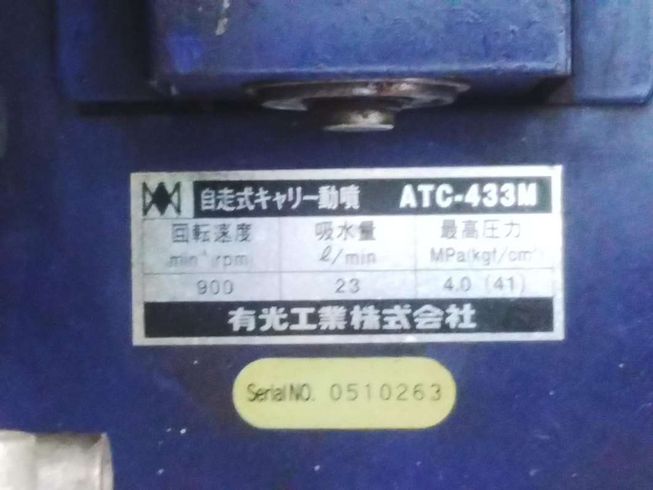 自走式キャリー動噴 ATC-433M
回転速度 吸水量 最高圧力
min⁻¹(rpm) ℓ/min MPa(kgf/cm²)
900 23 4.0 (41)
有光工業株式会社
Serial NO. 0510263